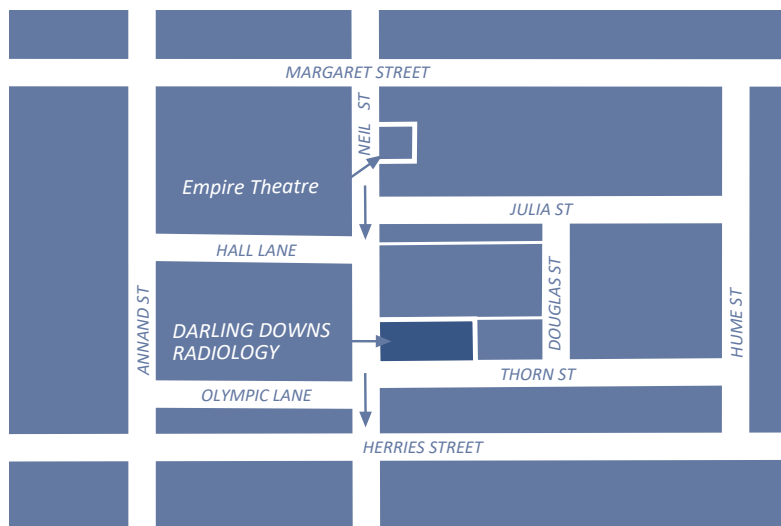 MARGARET STREET
NEIL ST
Empire Theatre
JULIA ST
HALL LANE
ANNAND ST
DOUGLAS ST
HUME ST
DARLING DOWNS
RADIOLOGY
THORN ST
OLYMPIC LANE
HERRIES STREET